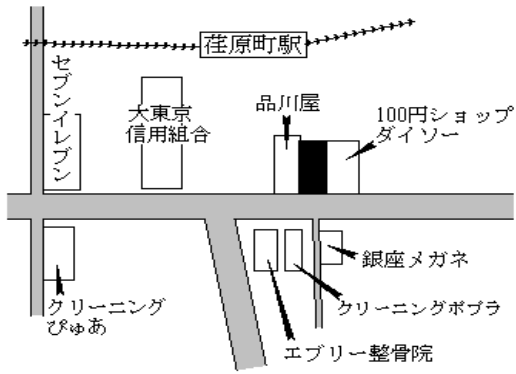 荏原町駅
セブンイレブン
大東京
信用組合
品川屋
100円ショップ
ダイソー
銀座メガネ
クリーニング
ぴゅあ
クリーニングポプラ
エブリー整骨院